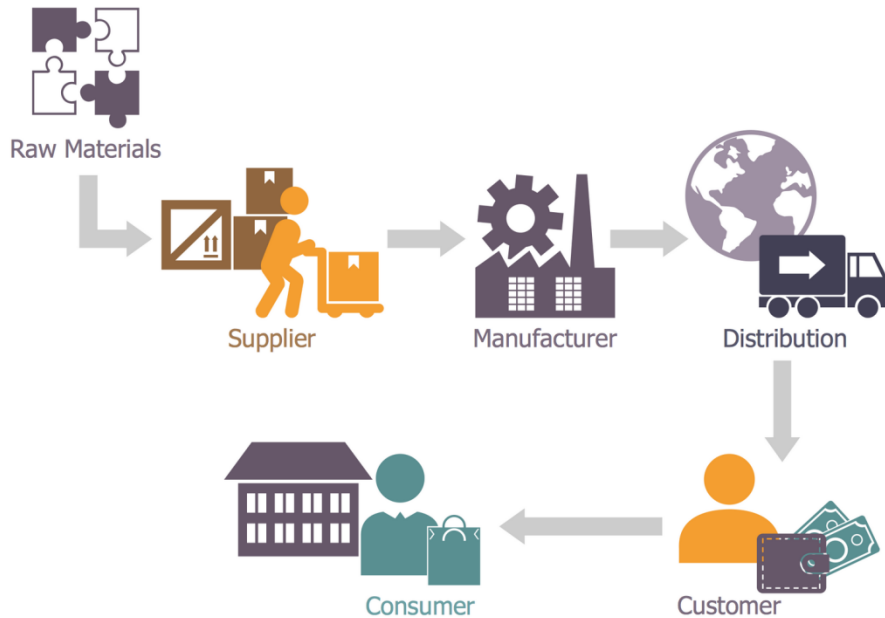 Raw Materials
Supplier
Manufacturer
Distribution
Customer
Consumer